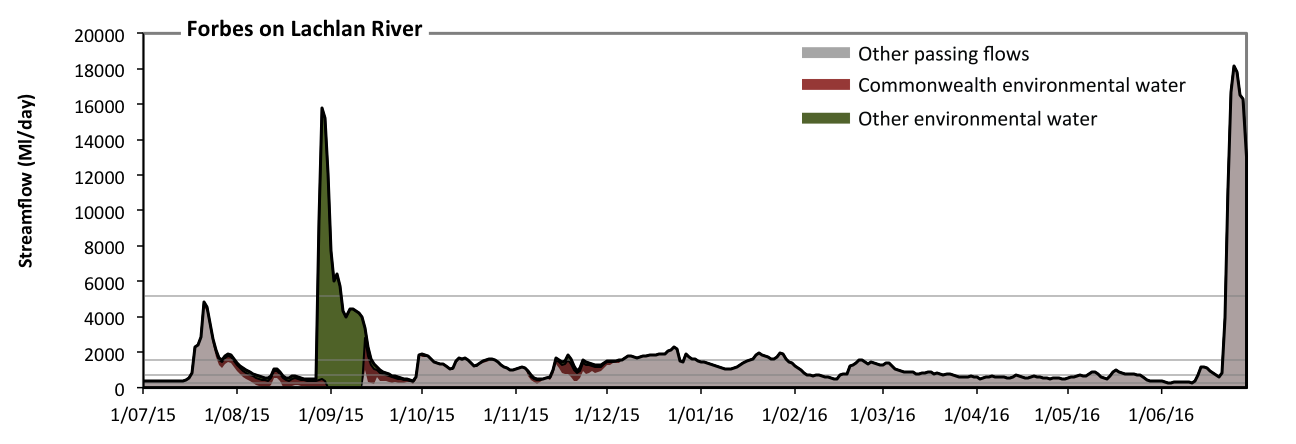 Forbes on Lachlan River
Streamflow (Ml/day)
20000
18000
16000
14000
12000
10000
8000
6000
4000
2000
0
Other passing flows
Commonwealth environmental water
Other environmental water
1/07/15 1/08/15 1/09/15 1/10/15 1/11/15 1/12/15 1/01/16 1/02/16 1/03/16 1/04/16 1/05/16 1/06/16